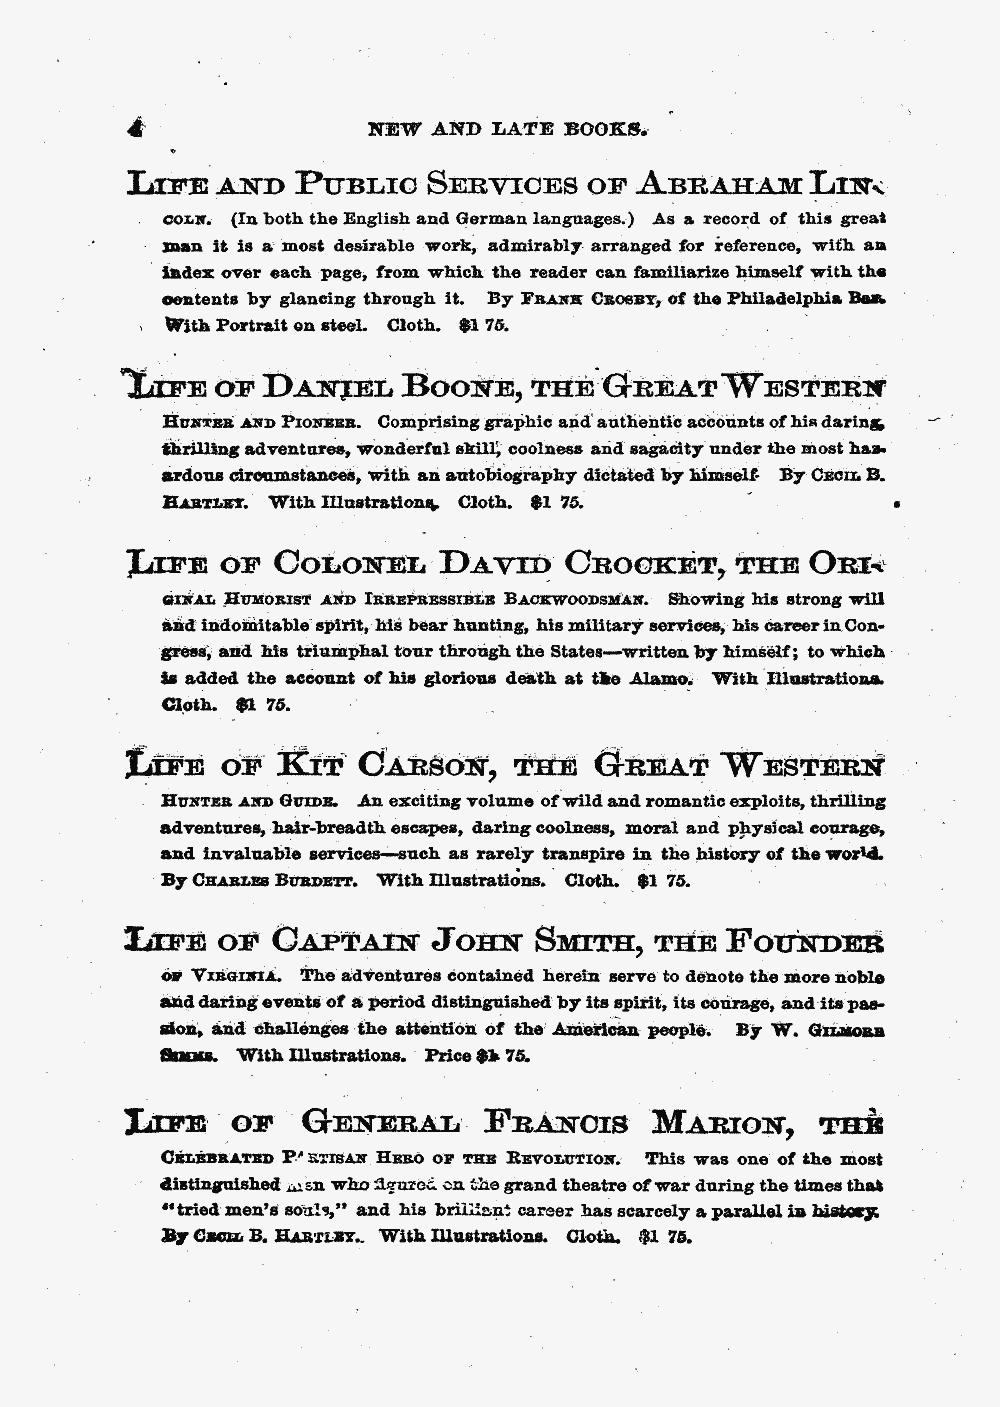 4 NEW AND LATE BOOKS.
LIFE AND PUBLIC SERVICES OF ABRAHAM LIN-
COLN. (In both the English and German languages.) As a record of this great
man it is a most desirable work, admirably arranged for reference, with an
index over each page, from which the reader can familiarize himself with the
contents by glancing through it. By FRANK CROSBY, of the Philadelphia Bar.
With Portrait on steel. Cloth. $1 75.
LIFE OF DANIEL BOONE, THE GREAT WESTERN
HUNTER AND PIONEER. Comprising graphic and authentic accounts of his daring,
thrilling adventures, wonderful skill, coolness and sagacity under the most haz-
ardous circumstances, with an autobiography dictated by himself. By CECIL B.
HARTLEY. With Illustrations, Cloth. $1 75.
LIFE OF COLONEL DAVID CROCKET, THE ORI-
GINAL HUMORIST AND IRREPRESSIBLE BACKWOODSMAN. Showing his strong will
and indomitable spirit, his bear hunting, his military services, his career in Con-
gress, and his triumphal tour through the States—written by himself; to which
is added the account of his glorious death at the Alamo. With Illustrations.
Cloth. $1 75.
LIFE OF KIT CARSON, THE GREAT WESTERN
HUNTER AND GUIDE. An exciting volume of wild and romantic exploits, thrilling
adventures, hair-breadth escapes, daring coolness, moral and physical courage,
and invaluable services—such as rarely transpire in the history of the world.
By CHARLES BURDETT. With Illustrations. Cloth. $1 75.
LIFE OF CAPTAIN JOHN SMITH, THE FOUNDER
OF VIRGINIA. The adventures contained herein serve to denote the more noble
and daring events of a period distinguished by its spirit, its courage, and its pas-
sion, and challenges the attention of the American people. By W. GILMORE
SIMMS. With Illustrations. Price $1 75.
LIFE OF GENERAL FRANCIS MARION, THE
CELEBRATED PARTISAN HERO OF THE REVOLUTION. This was one of the most
distinguished men who figured on the grand theatre of war during the times that
"tried men's souls," and his brilliant career has scarcely a parallel in history.
By CECIL B. HARTLEY. With Illustrations. Cloth. $1 75.